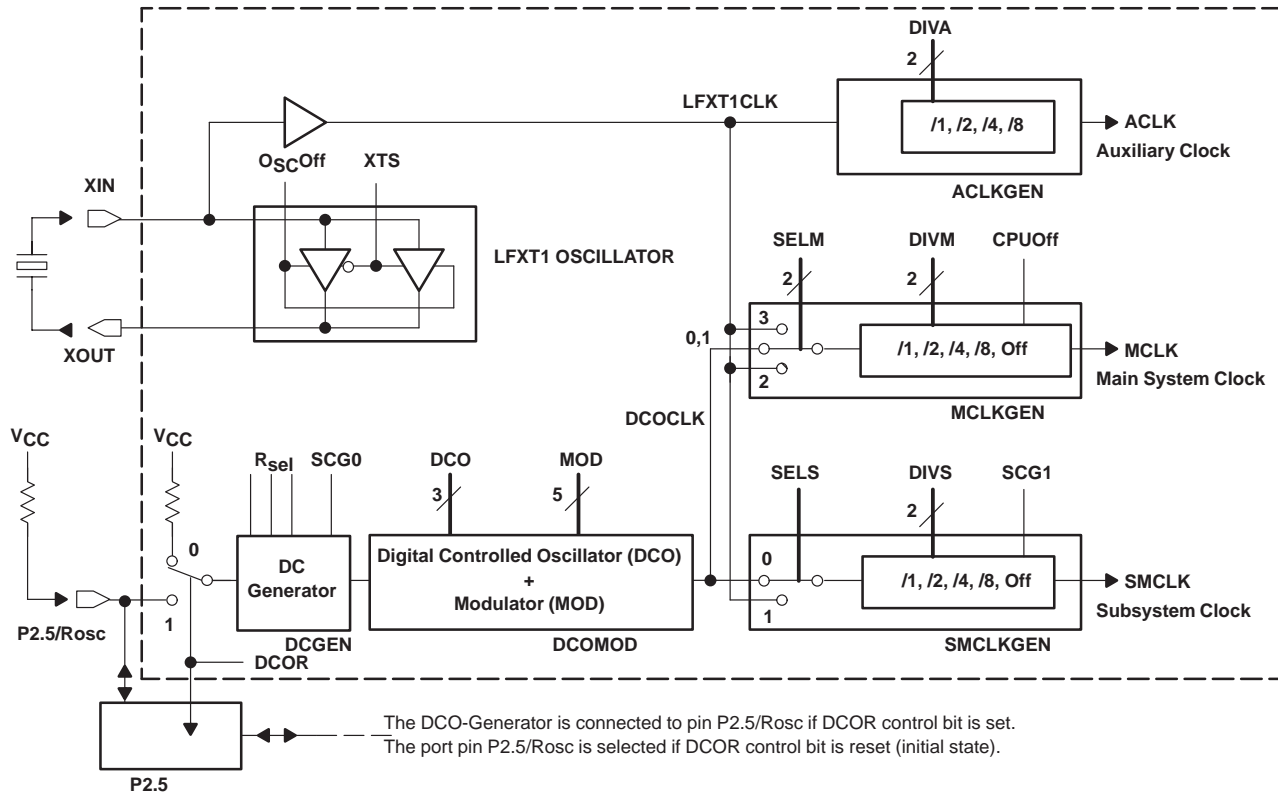 DIVA
2
LFXT1CLK
/1, /2, /4, /8
ACLK
Auxiliary Clock
ACLKGEN
OSCOff
XTS
XIN
LFXT1 OSCILLATOR
XOUT
SELM
DIVM
CPUOff
2
2
3
0,1
2
/1, /2, /4, /8, Off
MCLK
Main System Clock
MCLKGEN
DCOCLK
VCC
VCC
Rsel
SCG0
DCO
MOD
3
5
SELS
DIVS
SCG1
2
0
DC
Generator
Digital Controlled Oscillator (DCO)
+
Modulator (MOD)
0
1
/1, /2, /4, /8, Off
SMCLK
Subsystem Clock
1
P2.5/Rosc
DCGEN
DCOMOD
SMCLKGEN
DCOR
The DCO-Generator is connected to pin P2.5/Rosc if DCOR control bit is set.
The port pin P2.5/Rosc is selected if DCOR control bit is reset (initial state).
P2.5